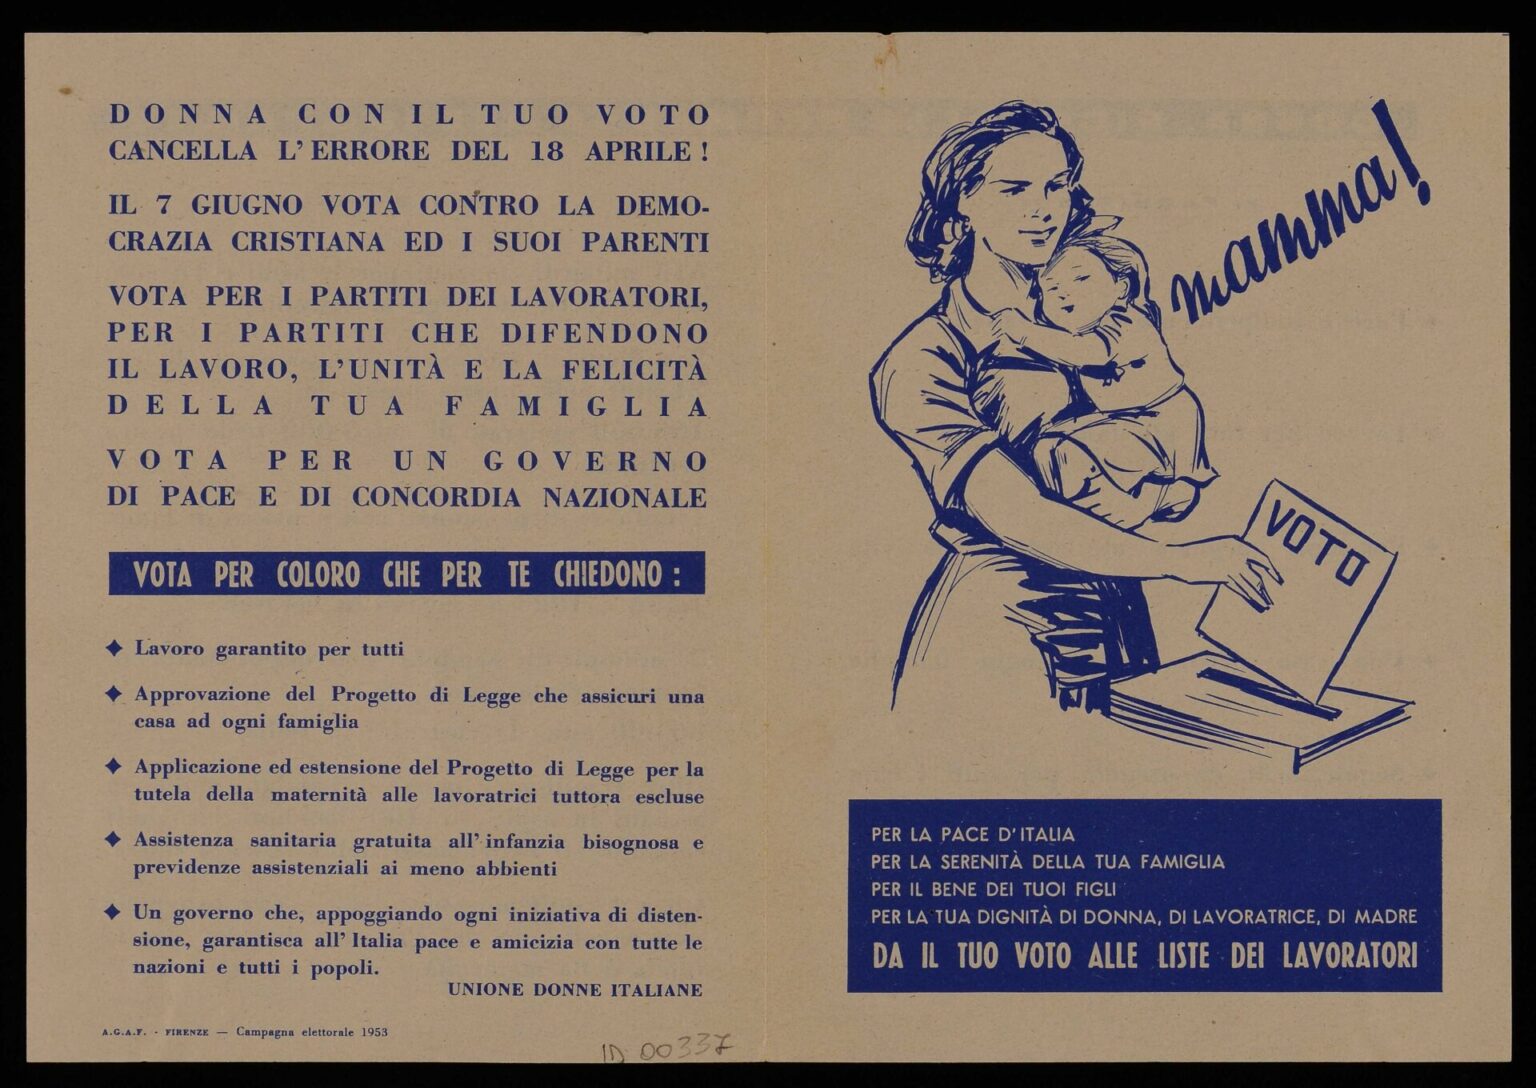 DONNA CON IL TUO VOTO
CANCELLA L'ERRORE DEL 18 APRILE !
IL 7 GIUGNO VOTA CONTRO LA DEMO-
CRAZIA CRISTIANA ED I SUOI PARENTI
VOTA PER I PARTITI DEI LAVORATORI,
PER I PARTITI CHE DIFENDONO
IL LAVORO, L'UNITÀ E LA FELICITÀ
DELLA TUA FAMIGLIA
VOTA PER UN GOVERNO
DI PACE E DI CONCORDIA NAZIONALE
VOTA PER COLORO CHE PER TE CHIEDONO :
Lavoro garantito per tutti
Approvazione del Progetto di Legge che assicuri una
casa ad ogni famiglia
Applicazione ed estensione del Progetto di Legge per la
tutela della maternità alle lavoratrici tuttora escluse
Assistenza sanitaria gratuita all'infanzia bisognosa e
previdenze assistenziali ai meno abbienti
Un governo che, appoggiando ogni iniziativa di disten-
sione, garantisca all'Italia pace e amicizia con tutte le
nazioni e tutti i popoli.
UNIONE DONNE ITALIANE
A.G.A.F. - FIRENZE — Campagna elettorale 1953
ID 00337
mamma!
VOTO
PER LA PACE D'ITALIA
PER LA SERENITÀ DELLA TUA FAMIGLIA
PER IL BENE DEI TUOI FIGLI
PER LA TUA DIGNITÀ DI DONNA, DI LAVORATRICE, DI MADRE
DA IL TUO VOTO ALLE LISTE DEI LAVORATORI